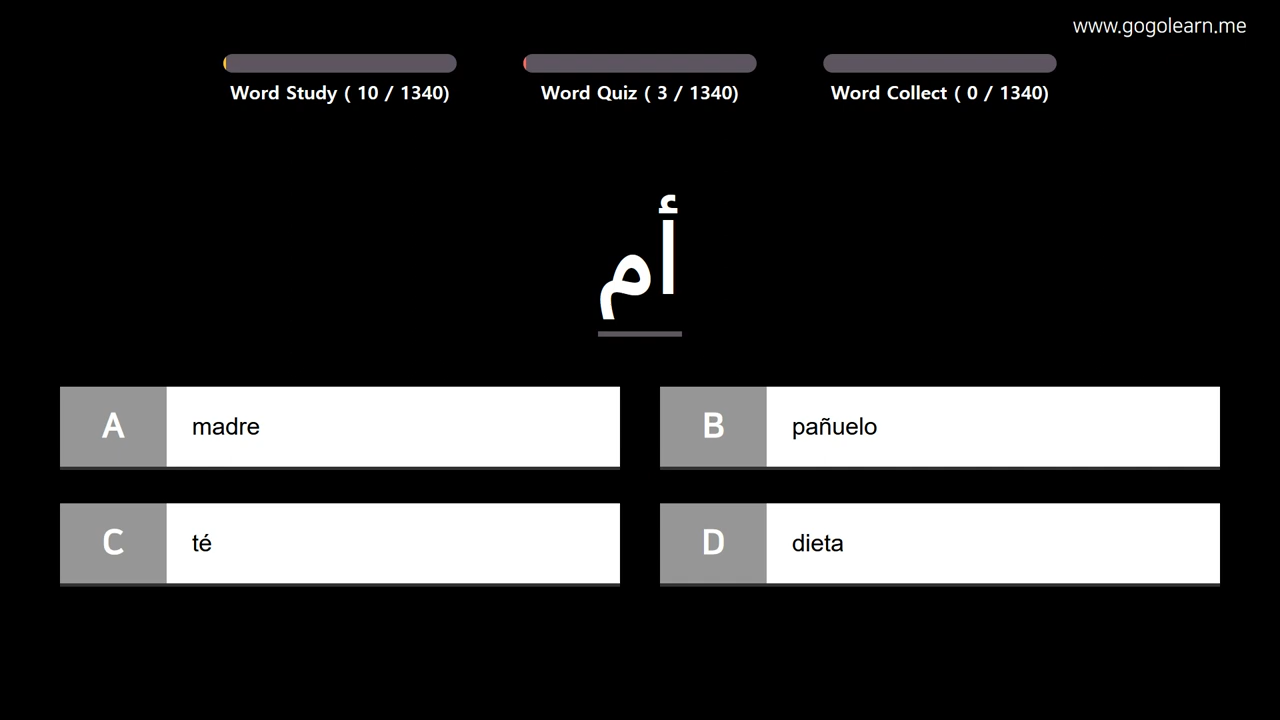 www.gogolearn.me
Word Study ( 10 / 1340)
Word Quiz ( 3 / 1340)
Word Collect ( 0 / 1340)
أم
A madre
B pañuelo
C té
D dieta